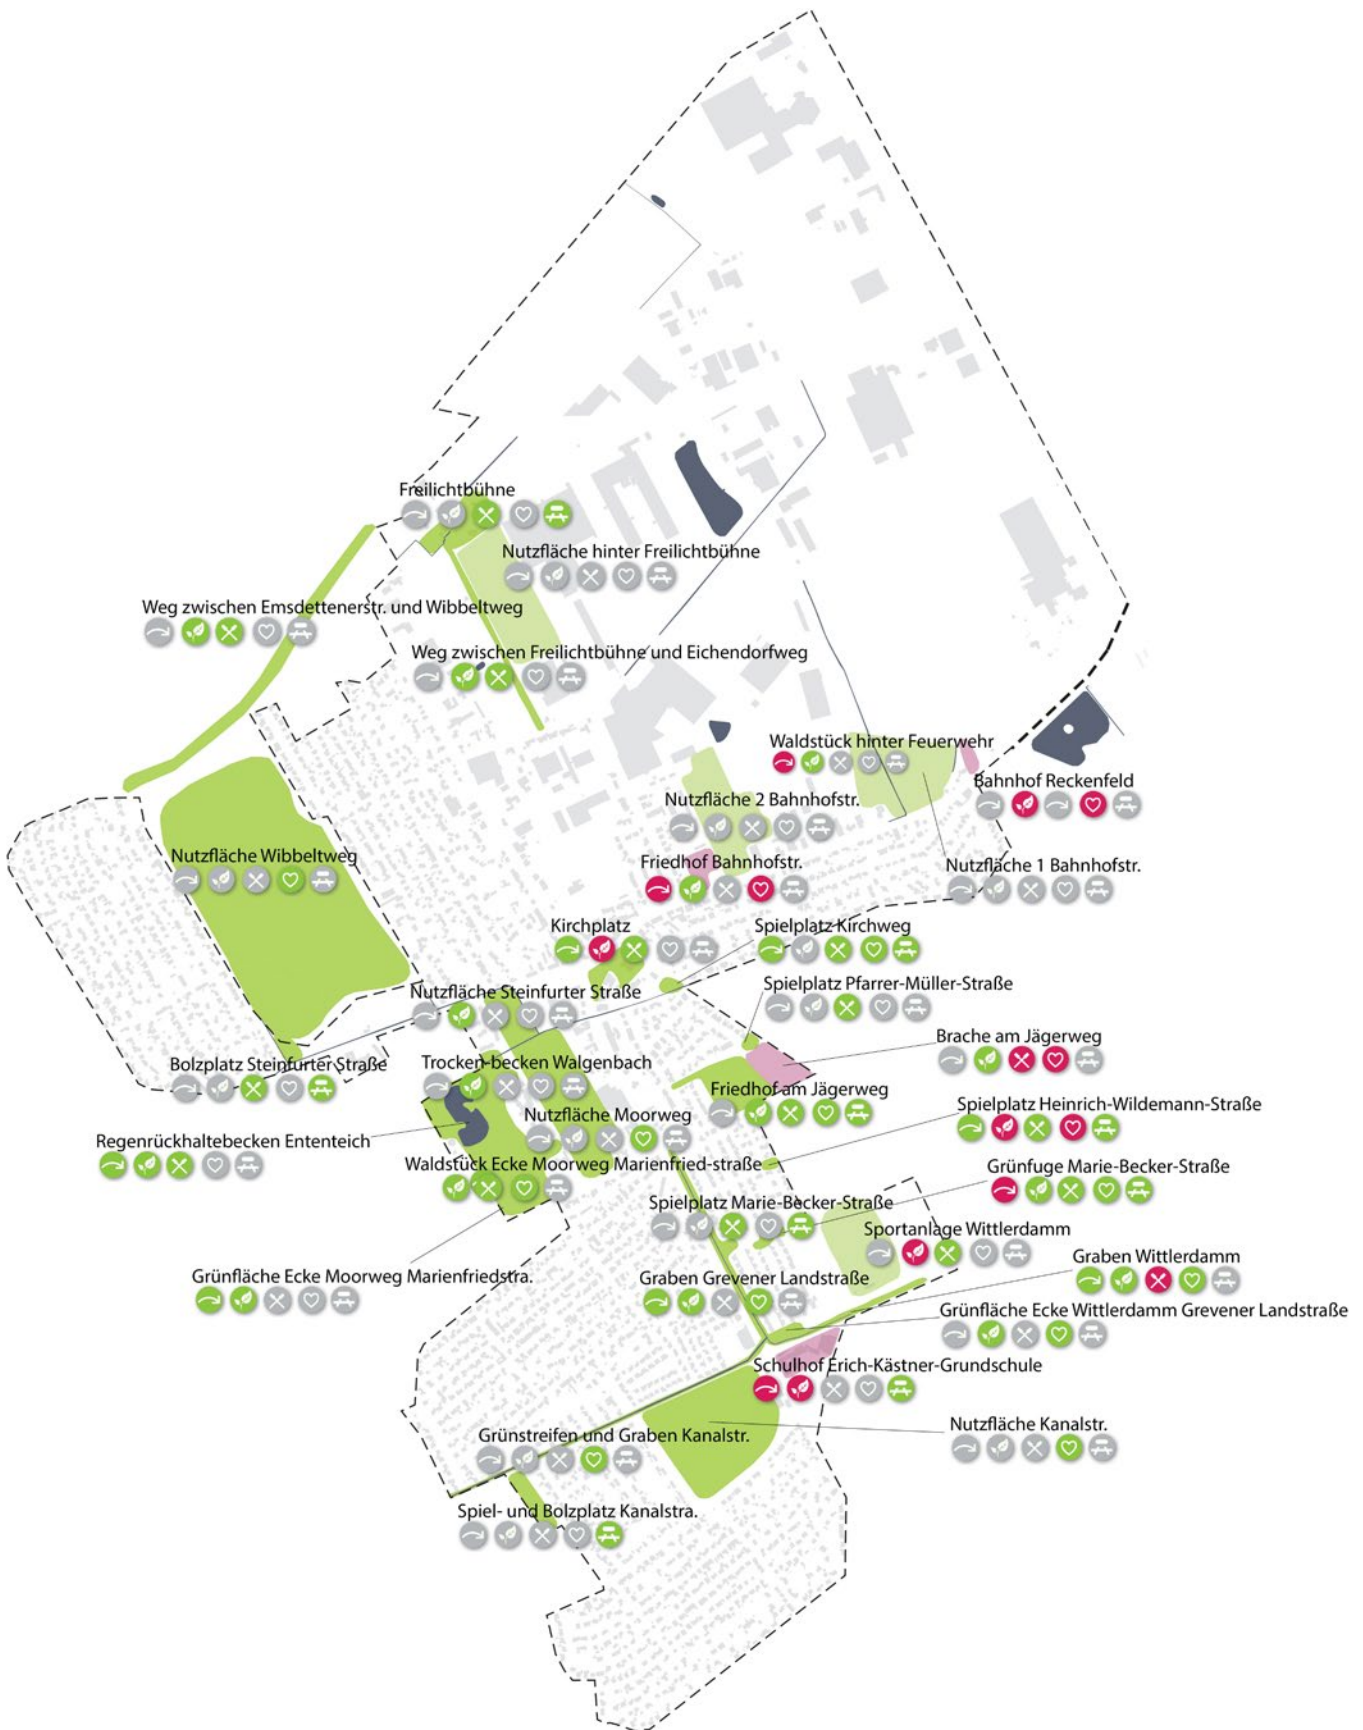 Freilichtbühne
Nutzfläche hinter Freilichtbühne
Weg zwischen Emsdettenerstr. und Wibbeltweg
Weg zwischen Freilichtbühne und Eichendorfweg
Waldstück hinter Feuerwehr
Bahnhof Reckenfeld
Nutzfläche 2 Bahnhofstr.
Nutzfläche Wibbeltweg
Friedhof Bahnhofstr.
Nutzfläche 1 Bahnhofstr.
Kirchplatz
Spielplatz Kirchweg
Nutzfläche Steinfurter Straße
Spielplatz Pfarrer-Müller-Straße
Brache am Jägerweg
Bolzplatz Steinfurter Straße
Trocken-becken Walgenbach
Friedhof am Jägerweg
Nutzfläche Moorweg
Spielplatz Heinrich-Wildemann-Straße
Regenrückhaltebecken Ententeich
Waldstück Ecke Moorweg Marienfried-straße
Grünfuge Marie-Becker-Straße
Spielplatz Marie-Becker-Straße
Sportanlage Wittlerdamm
Graben Wittlerdamm
Grünfläche Ecke Moorweg Marienfriedstra.
Graben Grevener Landstraße
Grünfläche Ecke Wittlerdamm Grevener Landstraße
Schulhof Erich-Kästner-Grundschule
Nutzfläche Kanalstr.
Grünstreifen und Graben Kanalstr.
Spiel- und Bolzplatz Kanalstra.